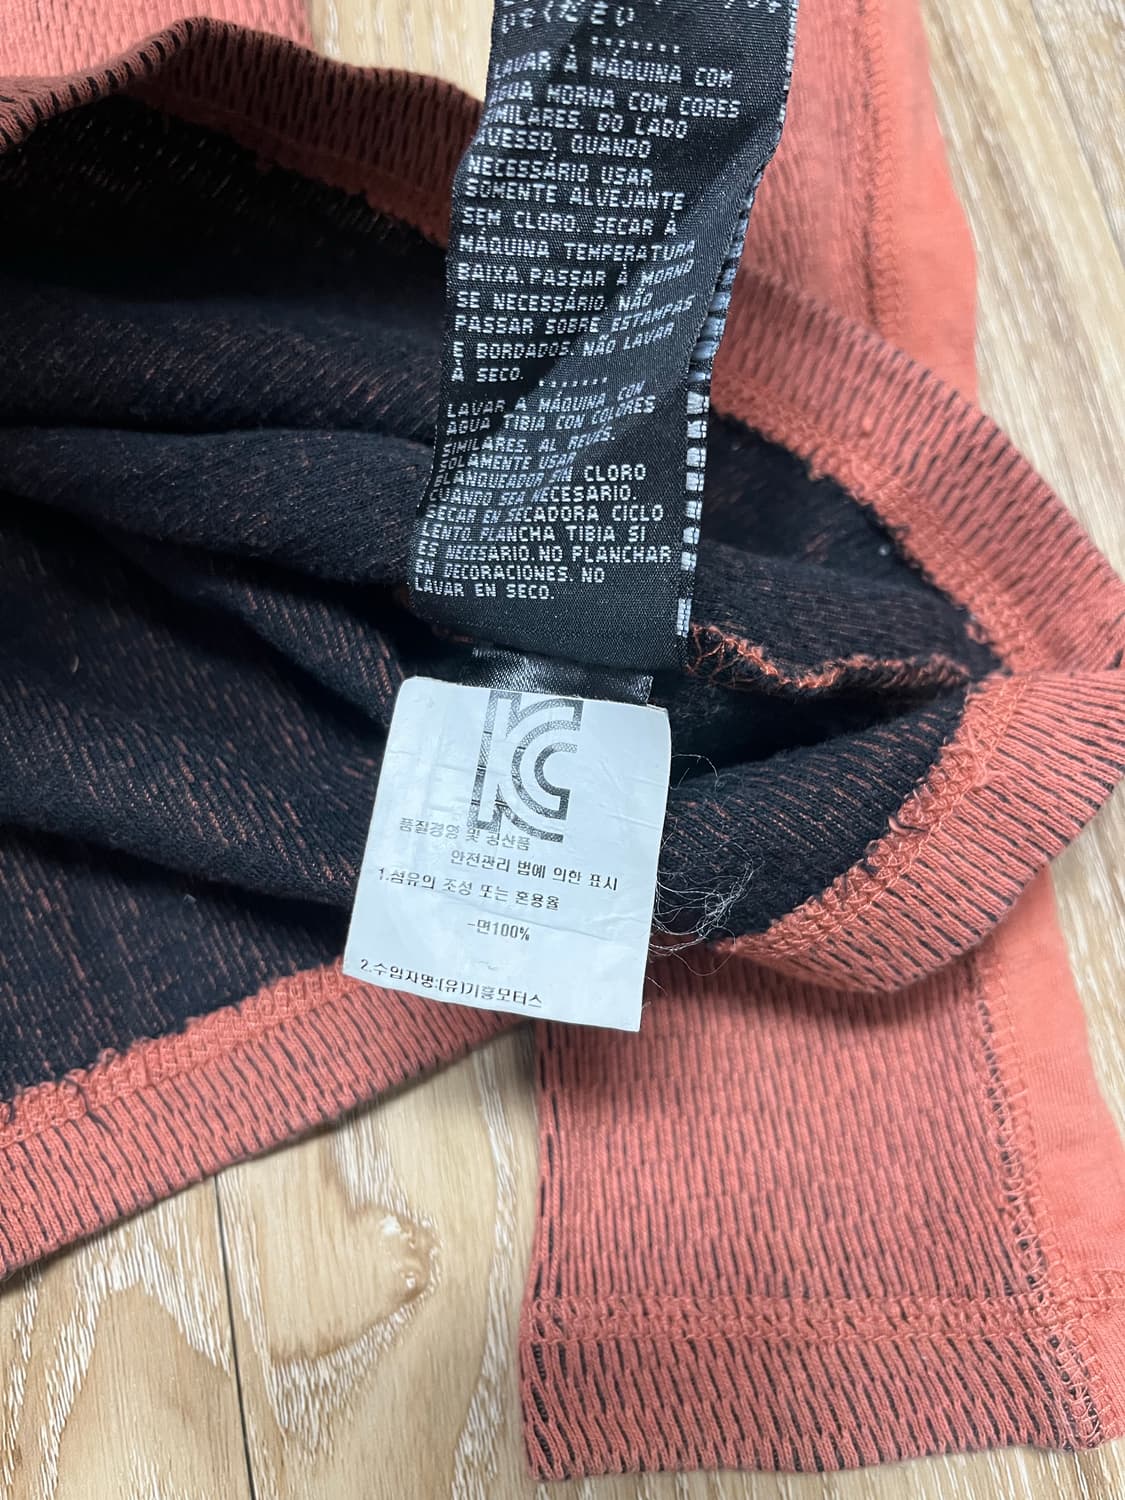 LAVAR À MÁQUINA COM
ÁGUA MORNA COM CORES
SIMILARES. DO LADO
AVESSO. QUANDO
NECESSÁRIO USAR
SOMENTE ALVEJANTE
SEM CLORO. SECAR À
MÁQUINA TEMPERATURA
BAIXA. PASSAR À MORNO
SE NECESSÁRIO. NÃO
PASSAR SOBRE ESTAMPAS
E BORDADOS. NÃO LAVAR
À SECO. .......
LAVAR A MÁQUINA CON
AGUA TIBIA CON COLORES
SIMILARES. AL REVES.
SOLAMENTE USAR
BLANQUEADOR SIN CLORO
CUANDO SEA NECESARIO.
SECAR EN SECADORA CICLO
LENTO. PLANCHA TIBIA SI
ES NECESARIO. NO PLANCHAR
EN DECORACIONES. NO
LAVAR EN SECO.
KC
품질경영 및 공산품
안전관리 법에 의한 표시
1.섬유의 조성 또는 혼용율
-면100%
2.수입자명:(유)기흥모터스